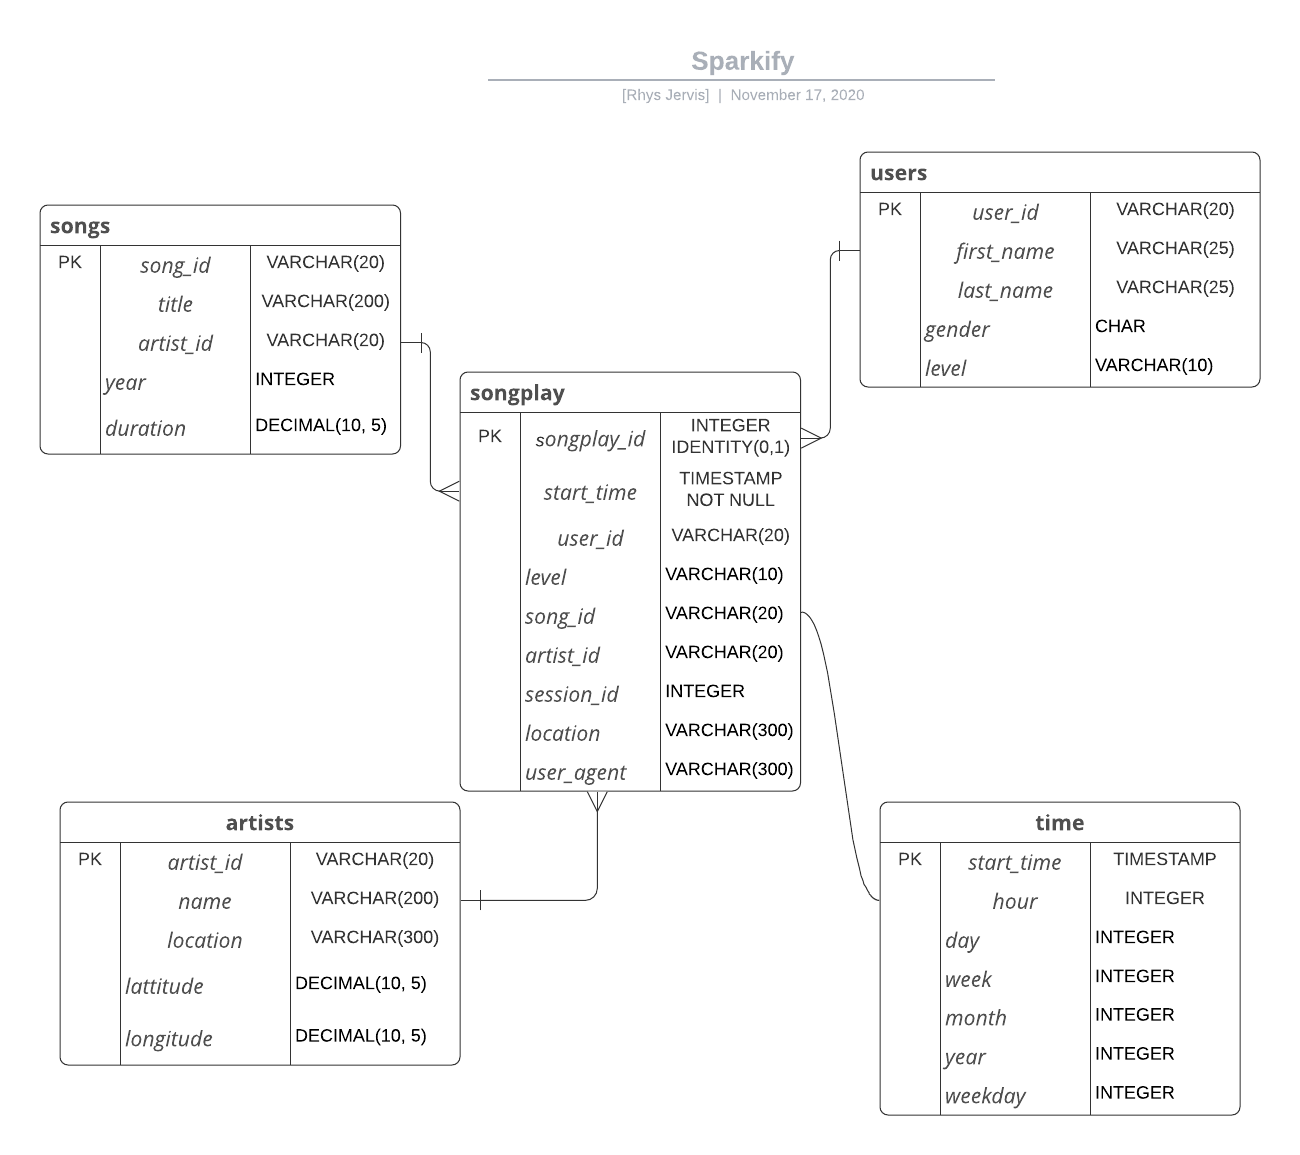 Sparkify
[Rhys Jervis] | November 17, 2020
songs
PK song_id VARCHAR(20)
title VARCHAR(200)
artist_id VARCHAR(20)
year INTEGER
duration DECIMAL(10, 5)
users
PK user_id VARCHAR(20)
first_name VARCHAR(25)
last_name VARCHAR(25)
gender CHAR
level VARCHAR(10)
songplay
PK songplay_id INTEGER
IDENTITY(0,1)
start_time TIMESTAMP
NOT NULL
user_id VARCHAR(20)
level VARCHAR(10)
song_id VARCHAR(20)
artist_id VARCHAR(20)
session_id INTEGER
location VARCHAR(300)
user_agent VARCHAR(300)
artists
PK artist_id VARCHAR(20)
name VARCHAR(200)
location VARCHAR(300)
lattitude DECIMAL(10, 5)
longitude DECIMAL(10, 5)
time
PK start_time TIMESTAMP
hour INTEGER
day INTEGER
week INTEGER
month INTEGER
year INTEGER
weekday INTEGER